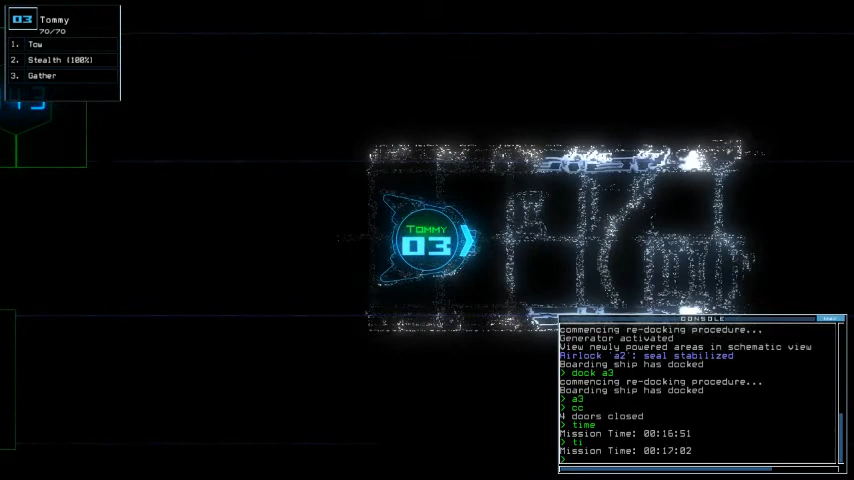 03 Tommy
70/70
1. Tow
2. Stealth (100%)
3. Gather
TOMMY
03
CONSOLE
commencing re-docking procedure...
Generator activated
View newly powered areas in schematic view
Airlock 'a2': seal stabilized
Boarding ship has docked
> dock a3
commencing re-docking procedure...
Boarding ship has docked
> a3
> cc
4 doors closed
> time
Mission Time: 00:16:51
> ti
Mission Time: 00:17:02
>